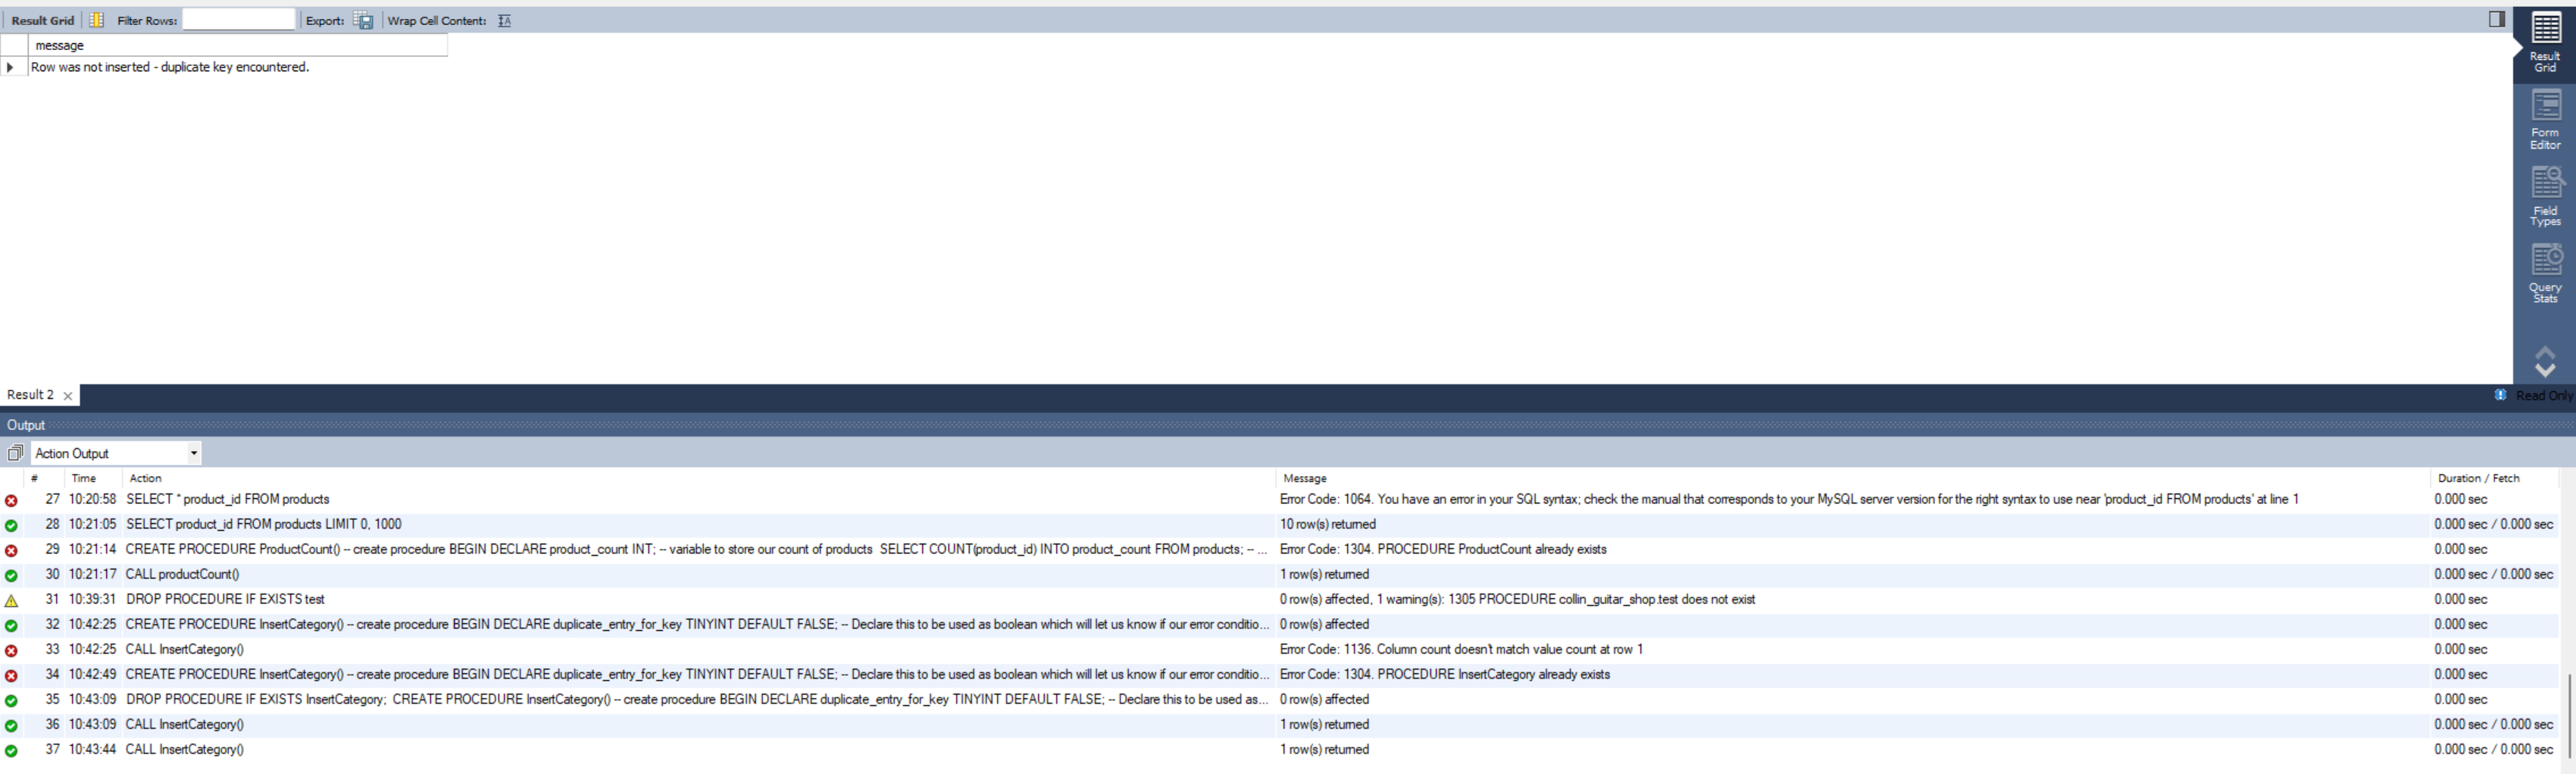 Result Grid Filter Rows: Export: Wrap Cell Content:
message
Row was not inserted - duplicate key encountered.
Result Grid
Form Editor
Field Types
Query Stats
Result 2 ×
Read Only
Output
Action Output
# Time Action Message Duration / Fetch
27 10:20:58 SELECT * product_id FROM products Error Code: 1064. You have an error in your SQL syntax; check the manual that corresponds to your MySQL server version for the right syntax to use near 'product_id FROM products' at line 1 0.000 sec
28 10:21:05 SELECT product_id FROM products LIMIT 0, 1000 10 row(s) returned 0.000 sec / 0.000 sec
29 10:21:14 CREATE PROCEDURE ProductCount() -- create procedure BEGIN DECLARE product_count INT; -- variable to store our count of products SELECT COUNT(product_id) INTO product_count FROM products; -- ... Error Code: 1304. PROCEDURE ProductCount already exists 0.000 sec
30 10:21:17 CALL productCount() 1 row(s) returned 0.000 sec / 0.000 sec
31 10:39:31 DROP PROCEDURE IF EXISTS test 0 row(s) affected, 1 warning(s): 1305 PROCEDURE collin_guitar_shop.test does not exist 0.000 sec
32 10:42:25 CREATE PROCEDURE InsertCategory() -- create procedure BEGIN DECLARE duplicate_entry_for_key TINYINT DEFAULT FALSE; -- Declare this to be used as boolean which will let us know if our error conditio... 0 row(s) affected 0.000 sec
33 10:42:25 CALL InsertCategory() Error Code: 1136. Column count doesn't match value count at row 1 0.000 sec
34 10:42:49 CREATE PROCEDURE InsertCategory() -- create procedure BEGIN DECLARE duplicate_entry_for_key TINYINT DEFAULT FALSE; -- Declare this to be used as boolean which will let us know if our error conditio... Error Code: 1304. PROCEDURE InsertCategory already exists 0.000 sec
35 10:43:09 DROP PROCEDURE IF EXISTS InsertCategory; CREATE PROCEDURE InsertCategory() -- create procedure BEGIN DECLARE duplicate_entry_for_key TINYINT DEFAULT FALSE; -- Declare this to be used as... 0 row(s) affected 0.000 sec
36 10:43:09 CALL InsertCategory() 1 row(s) returned 0.000 sec / 0.000 sec
37 10:43:44 CALL InsertCategory() 1 row(s) returned 0.000 sec / 0.000 sec